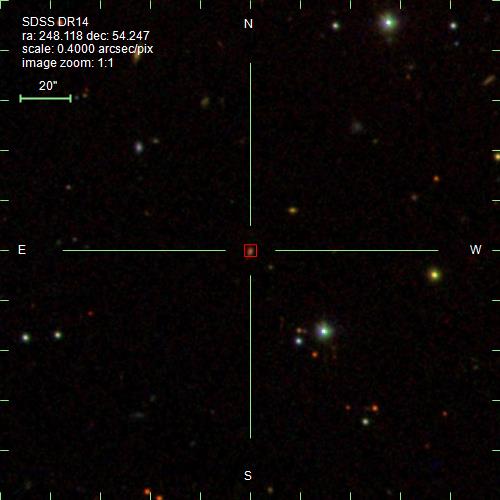 SDSS DR14
ra: 248.118 dec: 54.247
scale: 0.4000 arcsec/pix
image zoom: 1:1
20"
N
E
W
S